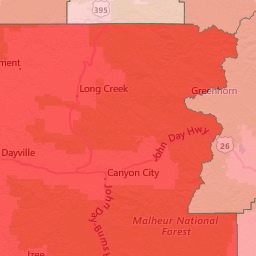 395
ment
Long Creek
Greenhorn
John Day Hwy
26
Dayville
Canyon City
John Day-Burns
Malheur National
Forest
Izee